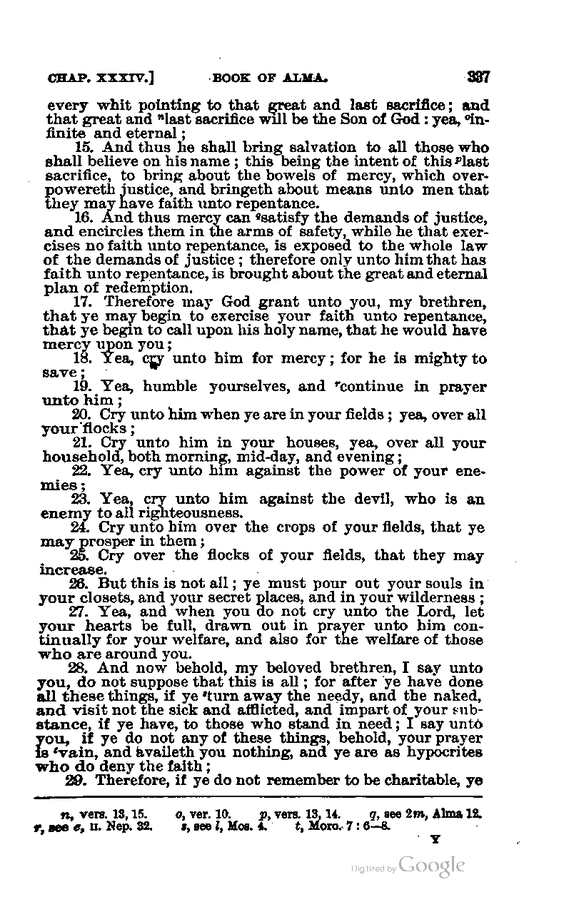 CHAP. XXXIV.] BOOK OF ALMA. 337
every whit pointing to that great and last sacrifice; and
that great and ⁿlast sacrifice will be the Son of God: yea, ᵒin-
finite and eternal;
15. And thus he shall bring salvation to all those who
shall believe on his name; this being the intent of this ᵖlast
sacrifice, to bring about the bowels of mercy, which over-
powereth justice, and bringeth about means unto men that
they may have faith unto repentance.
16. And thus mercy can ᑫsatisfy the demands of justice,
and encircles them in the arms of safety, while he that exer-
cises no faith unto repentance, is exposed to the whole law
of the demands of justice; therefore only unto him that has
faith unto repentance, is brought about the great and eternal
plan of redemption.
17. Therefore may God grant unto you, my brethren,
that ye may begin to exercise your faith unto repentance,
that ye begin to call upon his holy name, that he would have
mercy upon you;
18. Yea, cry unto him for mercy; for he is mighty to
save;
19. Yea, humble yourselves, and ʳcontinue in prayer
unto him;
20. Cry unto him when ye are in your fields; yea, over all
your flocks;
21. Cry unto him in your houses, yea, over all your
household, both morning, mid-day, and evening;
22. Yea, cry unto him against the power of your ene-
mies;
23. Yea, cry unto him against the devil, who is an
enemy to all righteousness.
24. Cry unto him over the crops of your fields, that ye
may prosper in them;
25. Cry over the flocks of your fields, that they may
increase.
26. But this is not all; ye must pour out your souls in
your closets, and your secret places, and in your wilderness;
27. Yea, and when you do not cry unto the Lord, let
your hearts be full, drawn out in prayer unto him con-
tinually for your welfare, and also for the welfare of those
who are around you.
28. And now behold, my beloved brethren, I say unto
you, do not suppose that this is all; for after ye have done
all these things, if ye ˢturn away the needy, and the naked,
and visit not the sick and afflicted, and impart of your sub-
stance, if ye have, to those who stand in need; I say unto
you, if ye do not any of these things, behold, your prayer
is ᵗvain, and availeth you nothing, and ye are as hypocrites
who do deny the faith;
29. Therefore, if ye do not remember to be charitable, ye
n, vers. 13, 15. o, ver. 10. p, vers. 13, 14. q, see 2m, Alma 12.
r, see e, II. Nep. 32. s, see l, Mos. 4. t, Moro. 7: 6—8.
Y
Digitized by Google